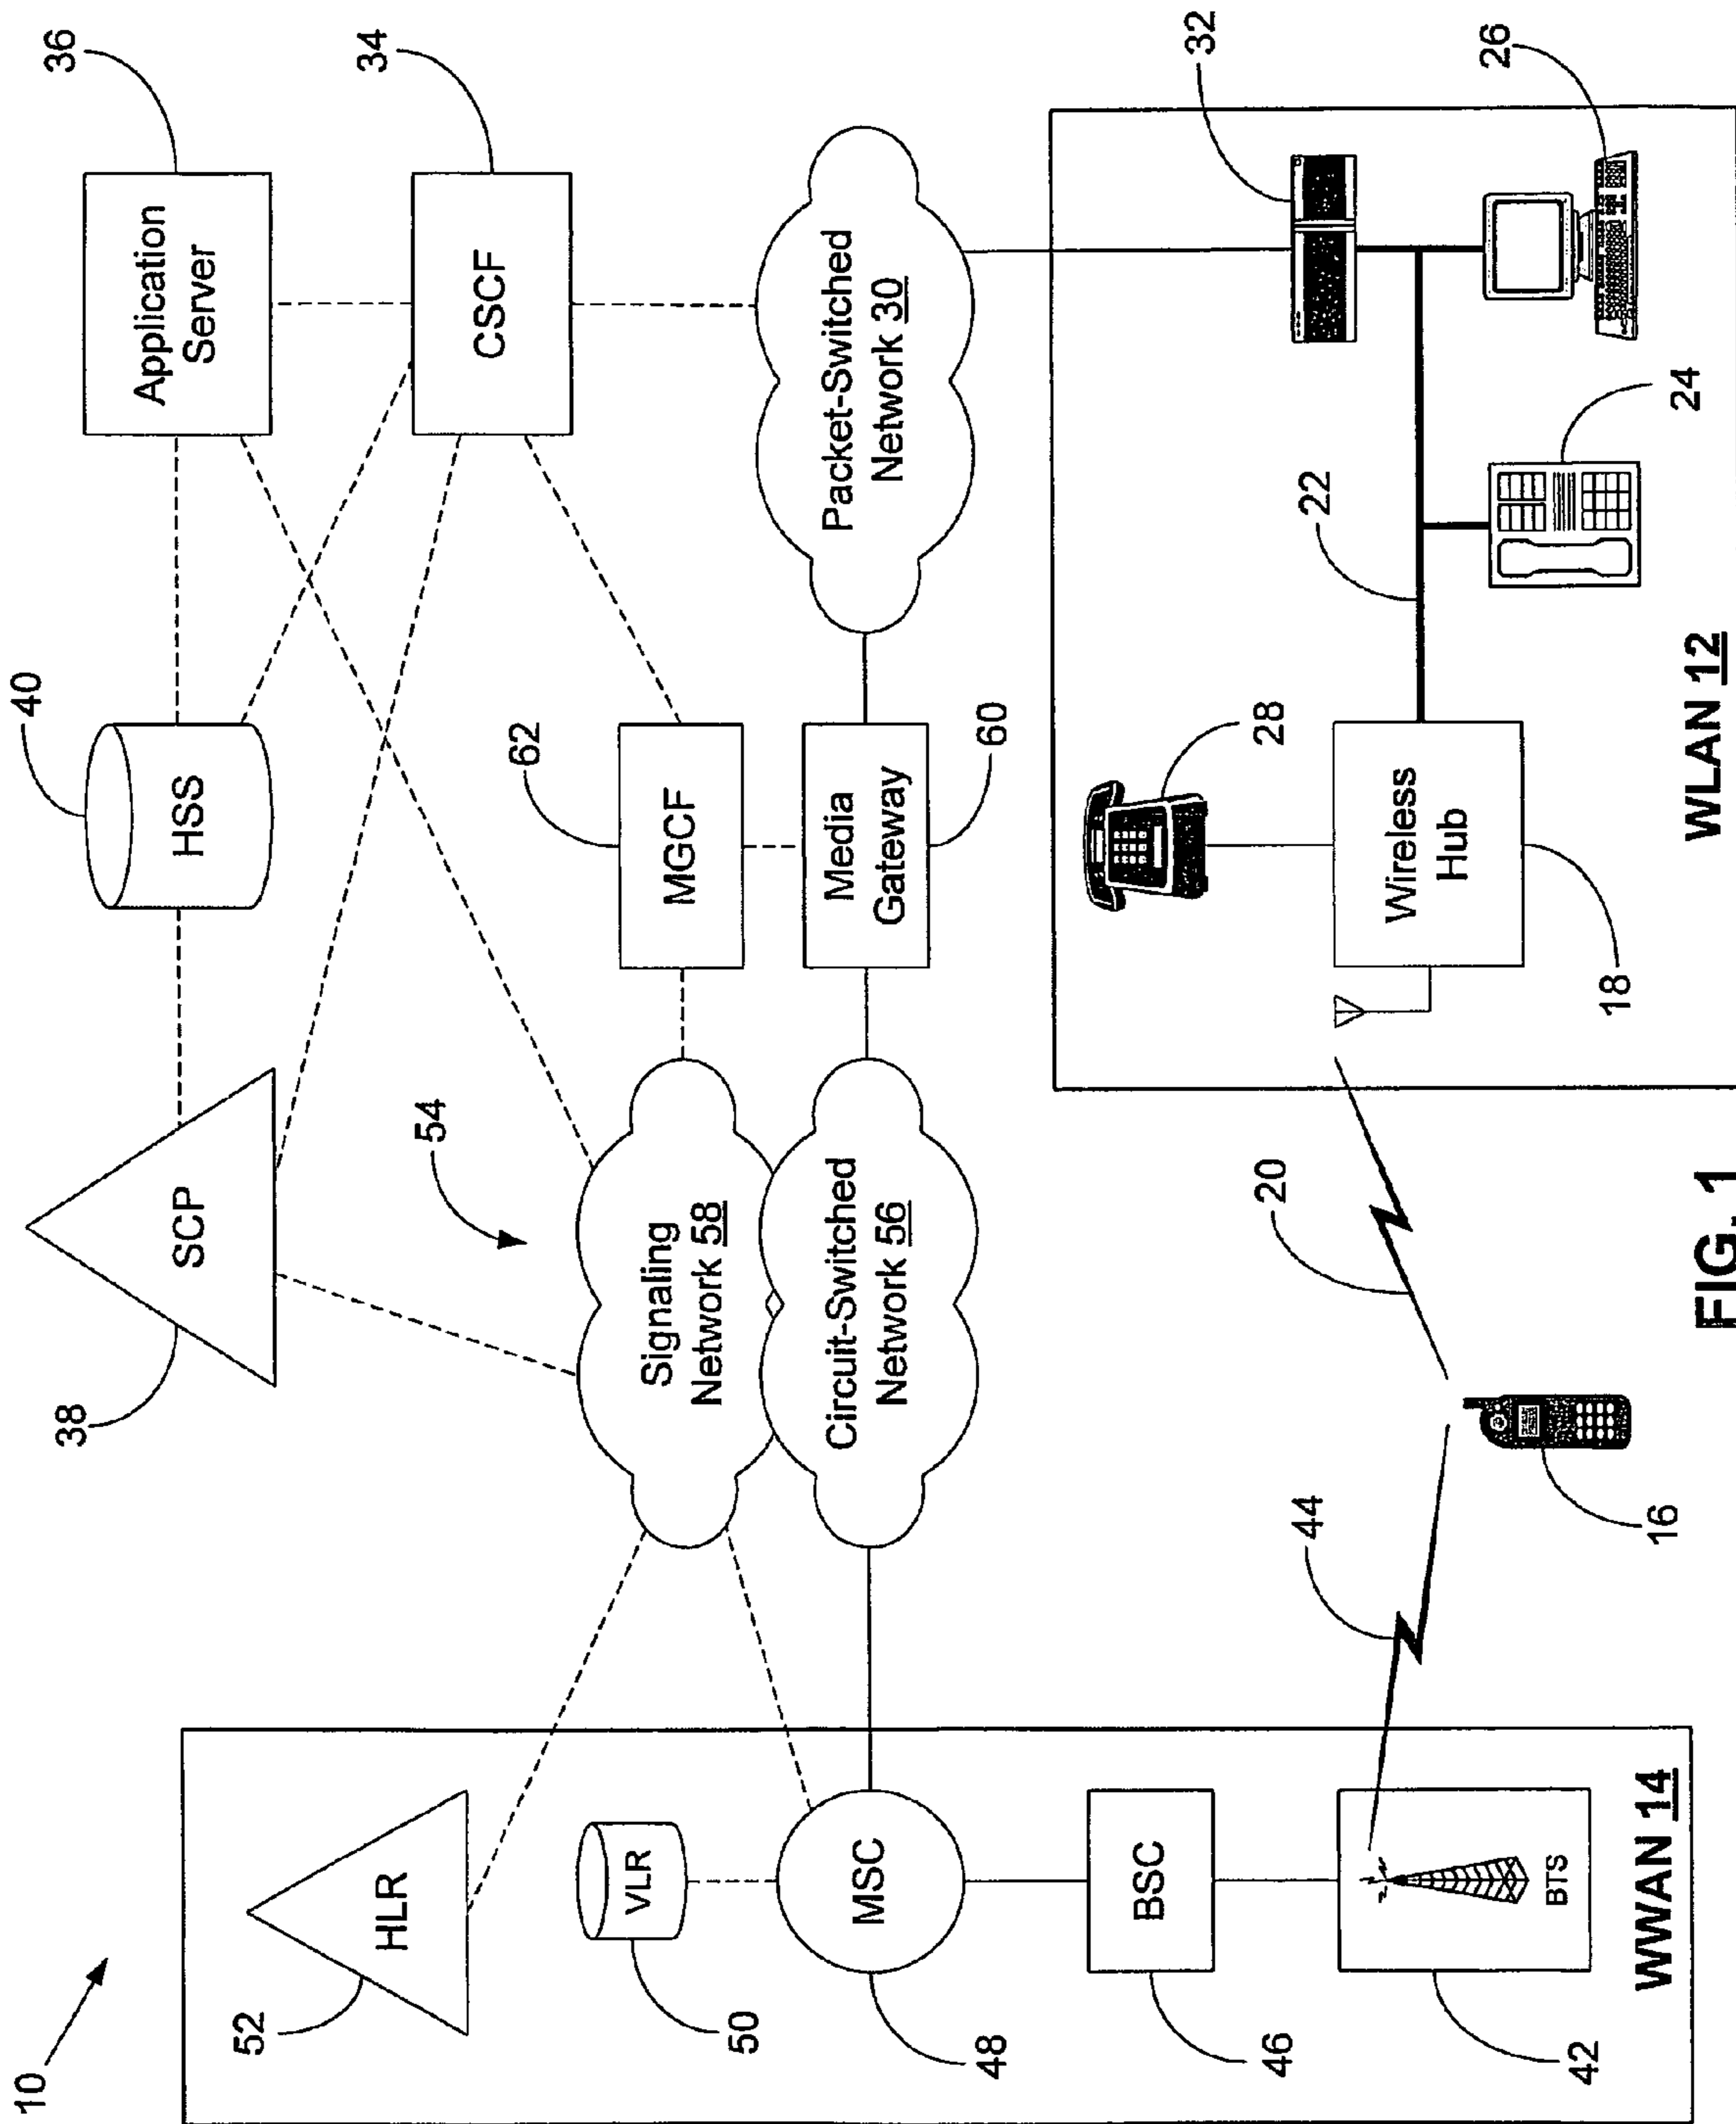 10
52
HLR
50
VLR
48
MSC
46
BSC
42
BTS
WWAN 14
38
SCP
40
HSS
36
Application
Server
34
CSCF
54
Signaling
Network 58
62
MGCF
Circuit-Switched
Network 56
Media
Gateway
60
Packet-Switched
Network 30
44
16
20
28
Wireless
Hub
18
22
24
32
26
WLAN 12
FIG. 1